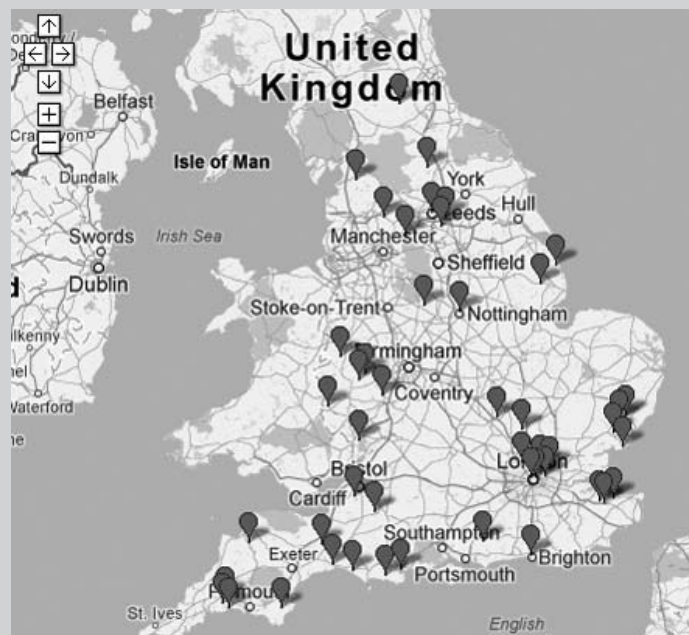 United
Kingdom
Belfast
Isle of Man
Dundalk
York
Hull
Leeds
Swords
Irish Sea
Manchester
Dublin
Sheffield
Stoke-on-Trent
Nottingham
Coventry
Bristol
Cardiff
Southampton
Exeter
Brighton
Portsmouth
St. Ives
English